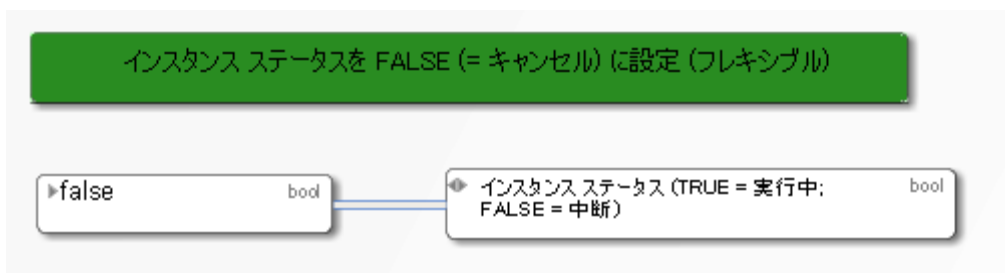 インスタンス ステータスを FALSE (= キャンセル) に設定 (フレキシブル)
false bool
インスタンス ステータス (TRUE = 実行中; bool
FALSE = 中断)